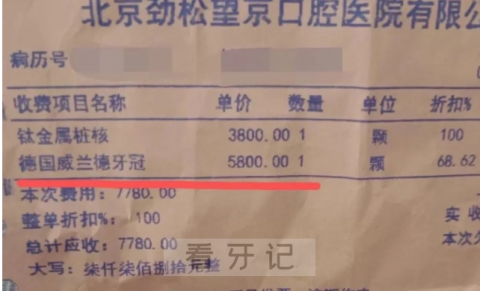 北京劲松望京口腔医院有限公
病历号
收费项目名称 单价 数量 单位 折扣%
钛金属桩核 3800.00 1 颗 100
德国威兰德牙冠 5800.00 1 颗 68.62
本次费用: 7780.00
整单折扣%: 100 实收
总计应收: 7780.00 本次欠
大写: 柒仟柒佰捌拾元整
看牙记